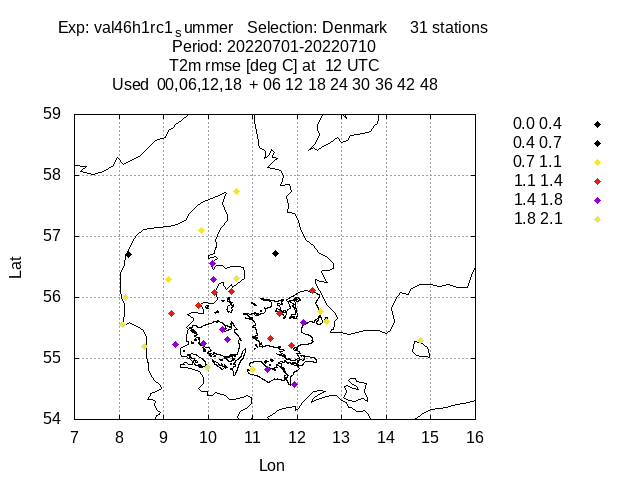 Exp: val46h1rc1summer Selection: Denmark 31 stations
Period: 20220701-20220710
T2m rmse [deg C] at 12 UTC
Used 00,06,12,18 + 06 12 18 24 30 36 42 48
59
58
57
56
55
54
Lat
7 8 9 10 11 12 13 14 15 16
Lon
0.0 0.4
0.4 0.7
0.7 1.1
1.1 1.4
1.4 1.8
1.8 2.1